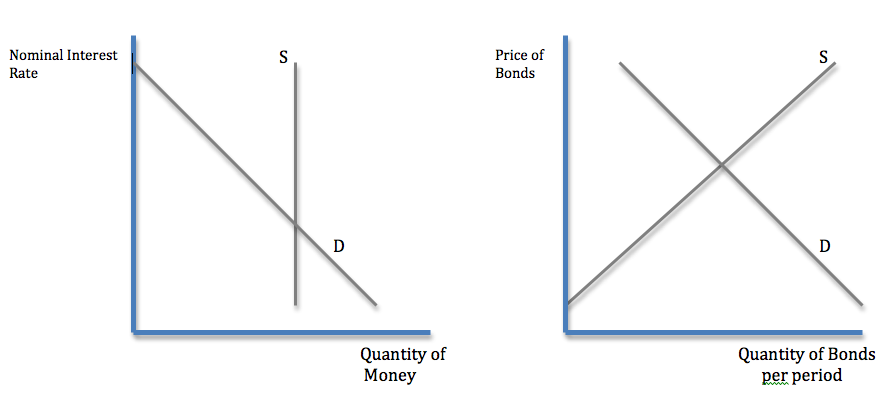 Nominal Interest
Rate
S
D
Quantity of
Money
Price of
Bonds
S
D
Quantity of Bonds
per period